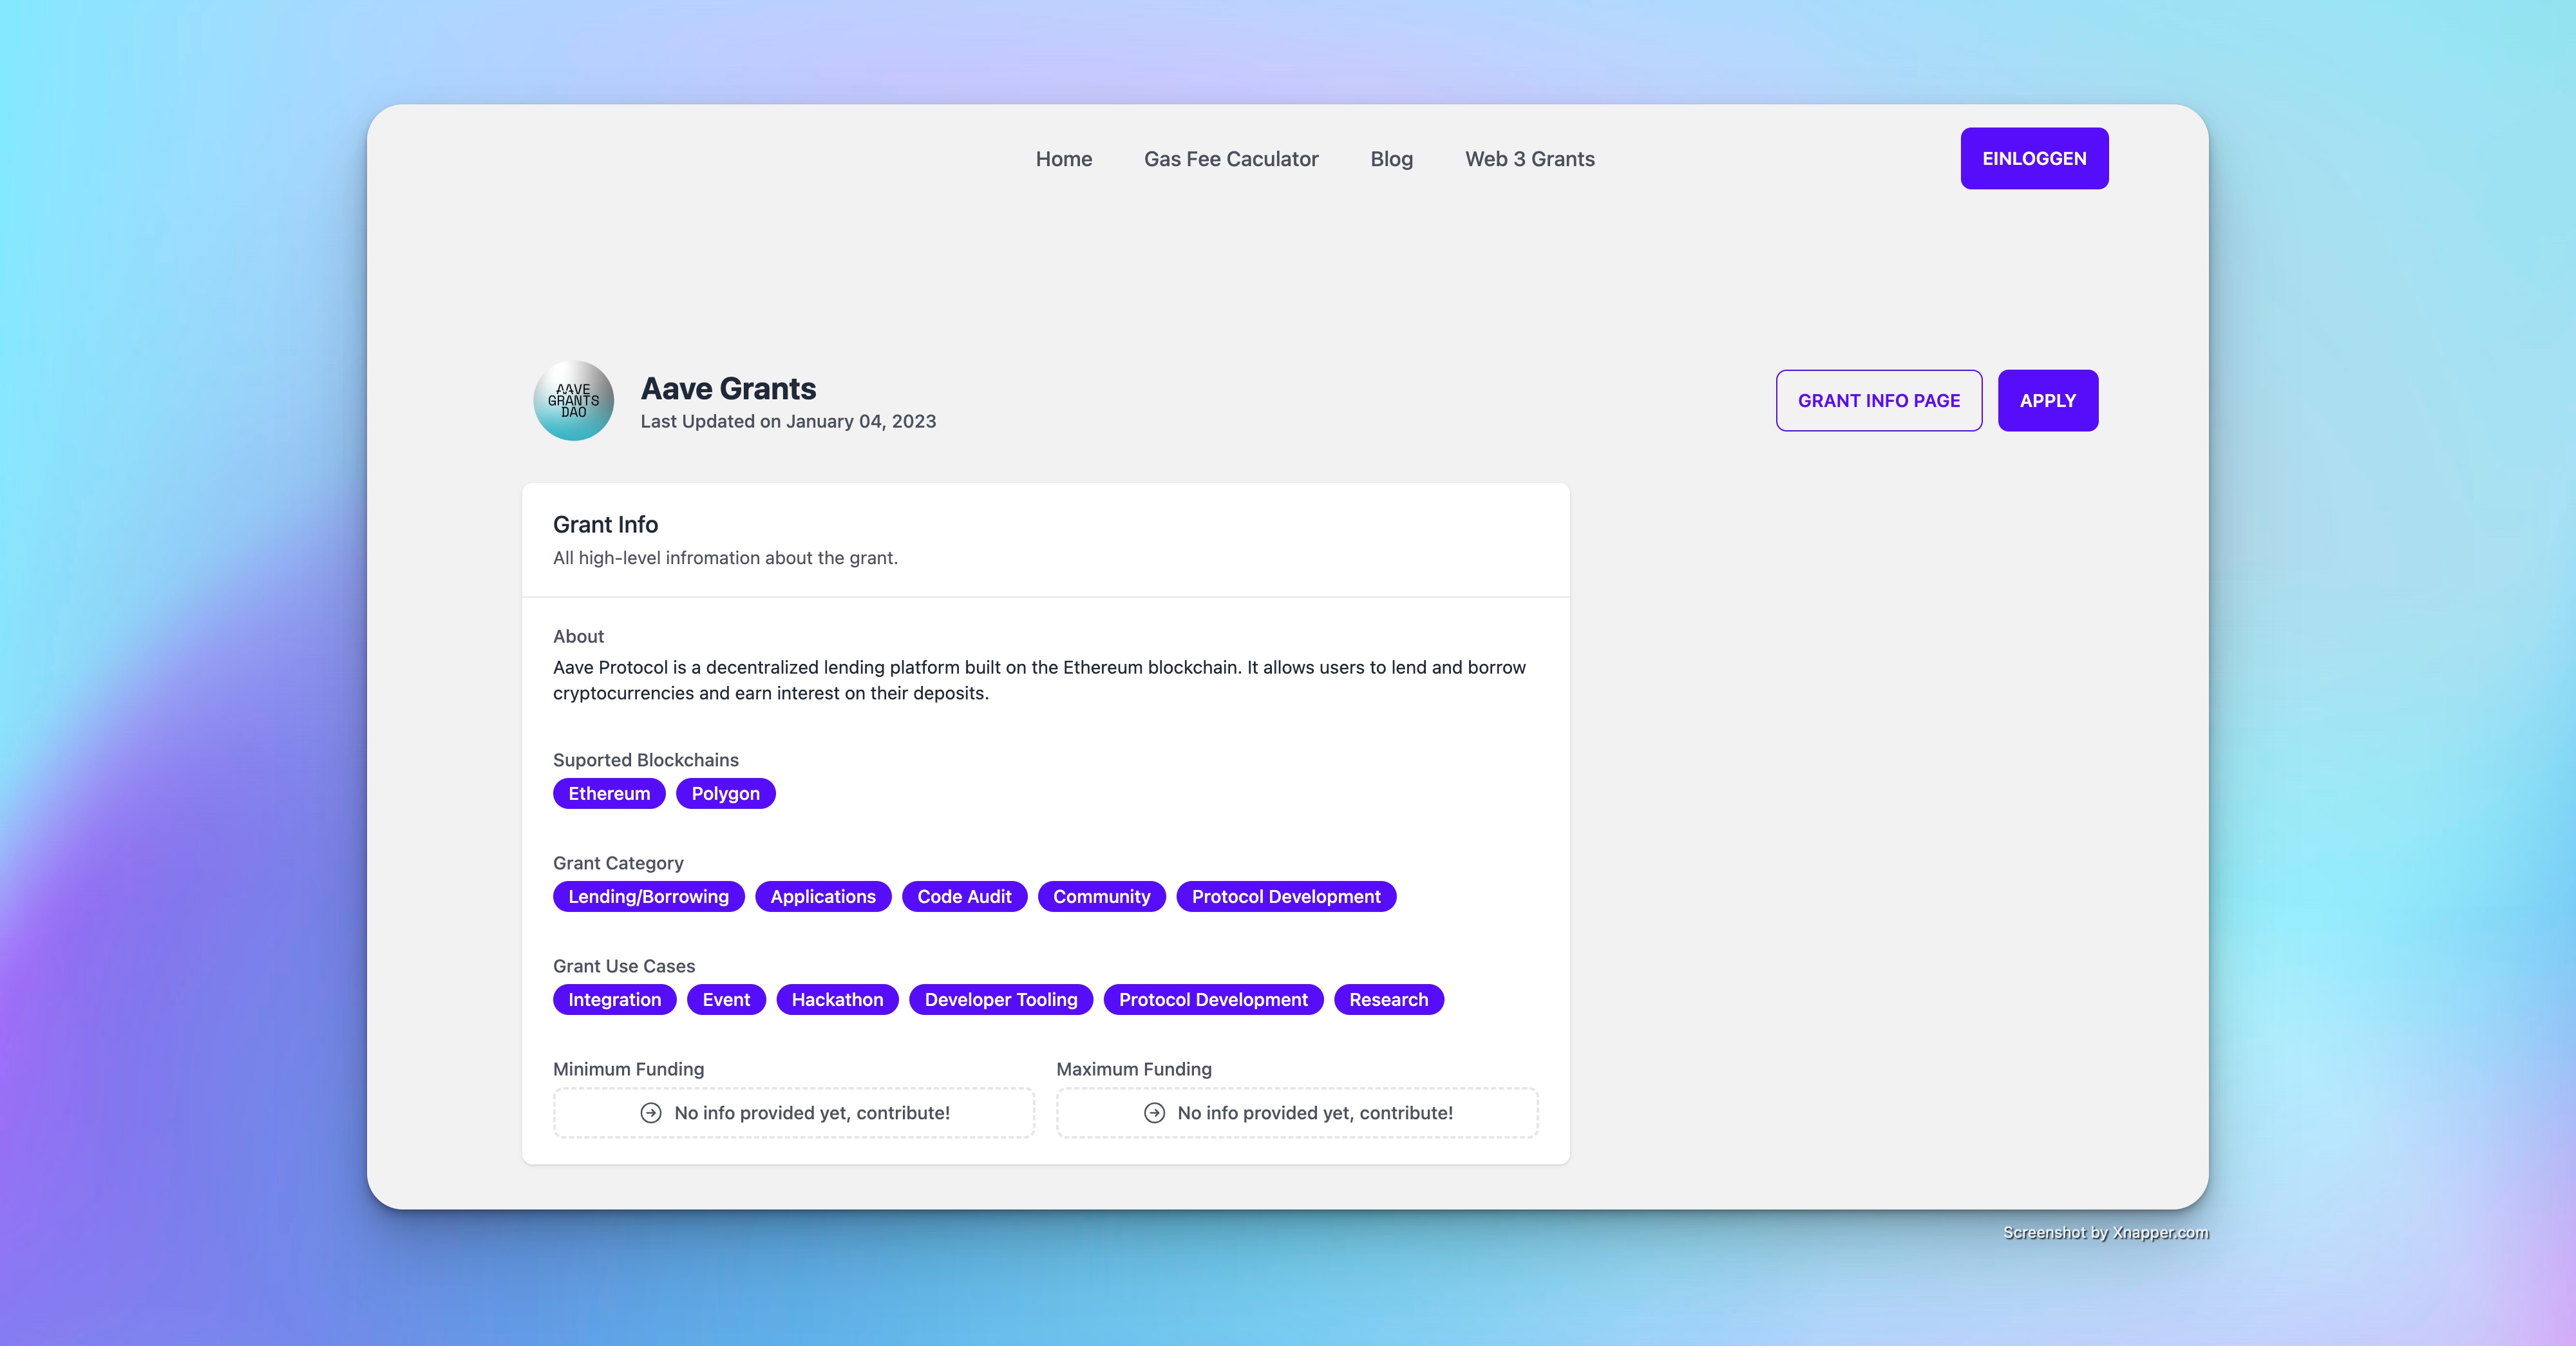 Home Gas Fee Caculator Blog Web 3 Grants EINLOGGEN
AAVE
GRANTS
DAO
Aave Grants
Last Updated on January 04, 2023
GRANT INFO PAGE APPLY
Grant Info
All high-level infromation about the grant.
About
Aave Protocol is a decentralized lending platform built on the Ethereum blockchain. It allows users to lend and borrow
cryptocurrencies and earn interest on their deposits.
Suported Blockchains
Ethereum Polygon
Grant Category
Lending/Borrowing Applications Code Audit Community Protocol Development
Grant Use Cases
Integration Event Hackathon Developer Tooling Protocol Development Research
Minimum Funding Maximum Funding
No info provided yet, contribute! No info provided yet, contribute!
Screenshot by Xnapper.com